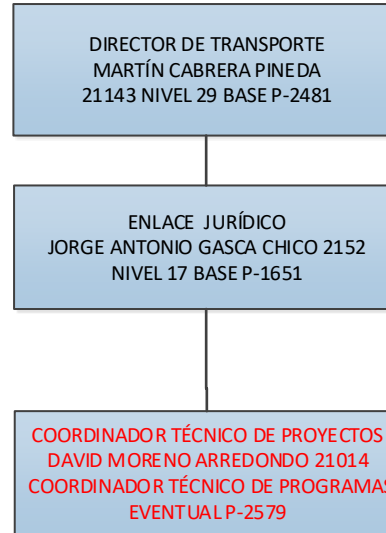 DIRECTOR DE TRANSPORTE
MARTÍN CABRERA PINEDA
21143 NIVEL 29 BASE P-2481
ENLACE JURÍDICO
JORGE ANTONIO GASCA CHICO 2152
NIVEL 17 BASE P-1651
COORDINADOR TÉCNICO DE PROYECTOS
DAVID MORENO ARREDONDO 21014
COORDINADOR TÉCNICO DE PROGRAMAS
EVENTUAL P-2579